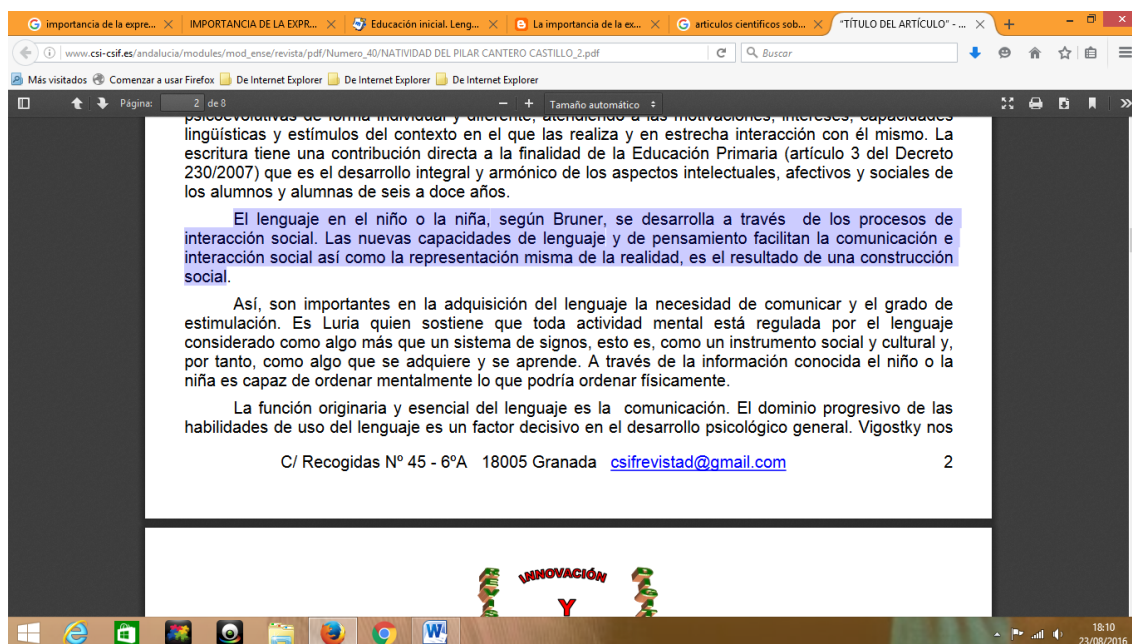 importancia de la expre...
IMPORTANCIA DE LA EXPR...
Educación inicial. Leng...
La importancia de la ex...
articulos cientificos sob...
"TÍTULO DEL ARTÍCULO" - ...
www.csi-csif.es/andalucia/modules/mod_ense/revista/pdf/Numero_40/NATIVIDAD DEL PILAR CANTERO CASTILLO_2.pdf
Buscar
Más visitados Comenzar a usar Firefox De Internet Explorer De Internet Explorer De Internet Explorer
Página: 2 de 8 Tamaño automático
psicoevolutivas de forma individual y diferente, atendiendo a las motivaciones, intereses, capacidades
lingüísticas y estímulos del contexto en el que las realiza y en estrecha interacción con él mismo. La
escritura tiene una contribución directa a la finalidad de la Educación Primaria (artículo 3 del Decreto
230/2007) que es el desarrollo integral y armónico de los aspectos intelectuales, afectivos y sociales de
los alumnos y alumnas de seis a doce años.
El lenguaje en el niño o la niña, según Bruner, se desarrolla a través de los procesos de
interacción social. Las nuevas capacidades de lenguaje y de pensamiento facilitan la comunicación e
interacción social así como la representación misma de la realidad, es el resultado de una construcción
social.
Así, son importantes en la adquisición del lenguaje la necesidad de comunicar y el grado de
estimulación. Es Luria quien sostiene que toda actividad mental está regulada por el lenguaje
considerado como algo más que un sistema de signos, esto es, como un instrumento social y cultural y,
por tanto, como algo que se adquiere y se aprende. A través de la información conocida el niño o la
niña es capaz de ordenar mentalmente lo que podría ordenar físicamente.
La función originaria y esencial del lenguaje es la comunicación. El dominio progresivo de las
habilidades de uso del lenguaje es un factor decisivo en el desarrollo psicológico general. Vigostky nos
C/ Recogidas Nº 45 - 6ºA 18005 Granada csifrevistad@gmail.com 2
INNOVACIÓN
Y
18:10
23/08/2016